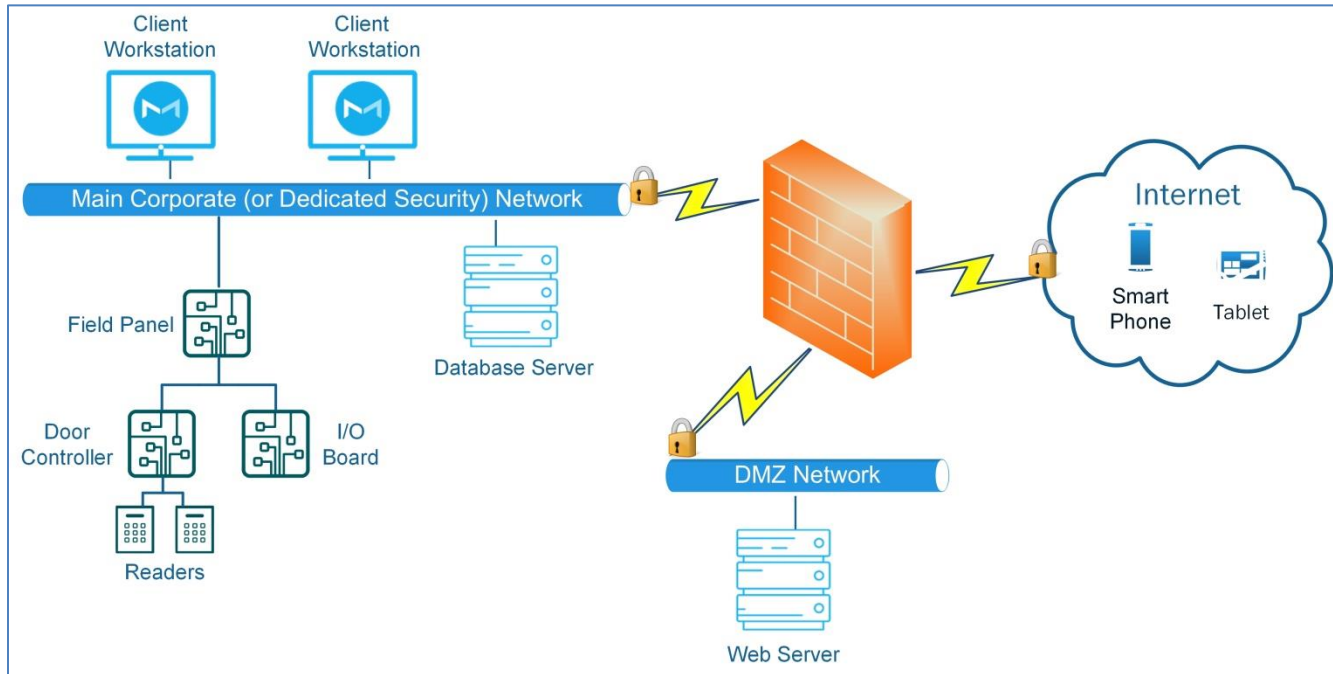 Client
Workstation
Client
Workstation
Main Corporate (or Dedicated Security) Network
Field Panel
Database Server
Door
Controller
I/O
Board
Readers
Internet
Smart
Phone
Tablet
DMZ Network
Web Server